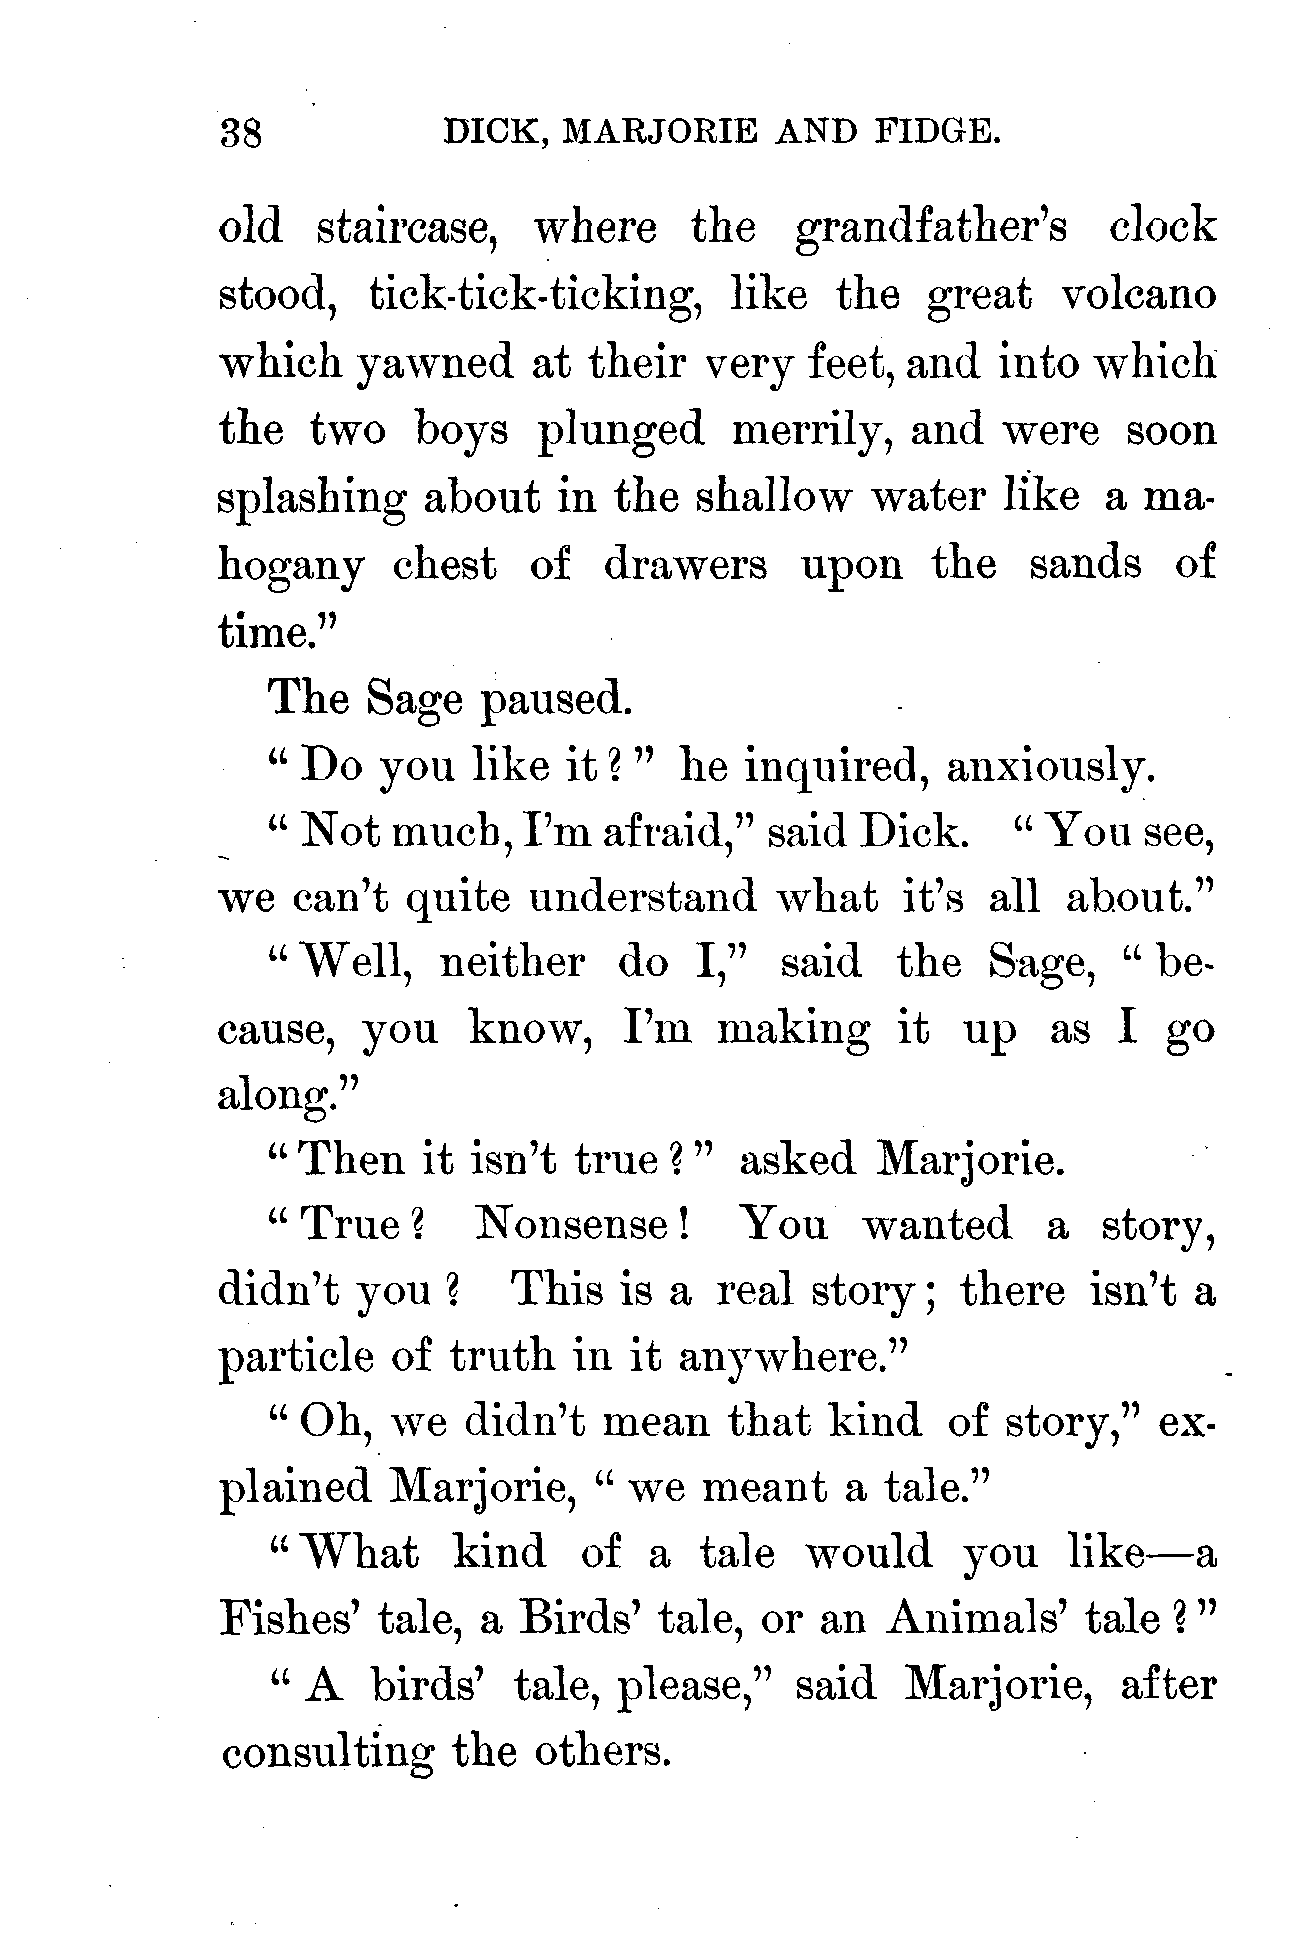 38 DICK, MARJORIE AND FIDGE.
old staircase, where the grandfather's clock
stood, tick-tick-ticking, like the great volcano
which yawned at their very feet, and into which
the two boys plunged merrily, and were soon
splashing about in the shallow water like a ma-
hogany chest of drawers upon the sands of
time."
The Sage paused.
"Do you like it?" he inquired, anxiously.
"Not much, I'm afraid," said Dick. "You see,
we can't quite understand what it's all about."
"Well, neither do I," said the Sage, "be-
cause, you know, I'm making it up as I go
along."
"Then it isn't true?" asked Marjorie.
"True? Nonsense! You wanted a story,
didn't you? This is a real story; there isn't a
particle of truth in it anywhere."
"Oh, we didn't mean that kind of story," ex-
plained Marjorie, "we meant a tale."
"What kind of a tale would you like—a
Fishes' tale, a Birds' tale, or an Animals' tale?"
"A birds' tale, please," said Marjorie, after
consulting the others.